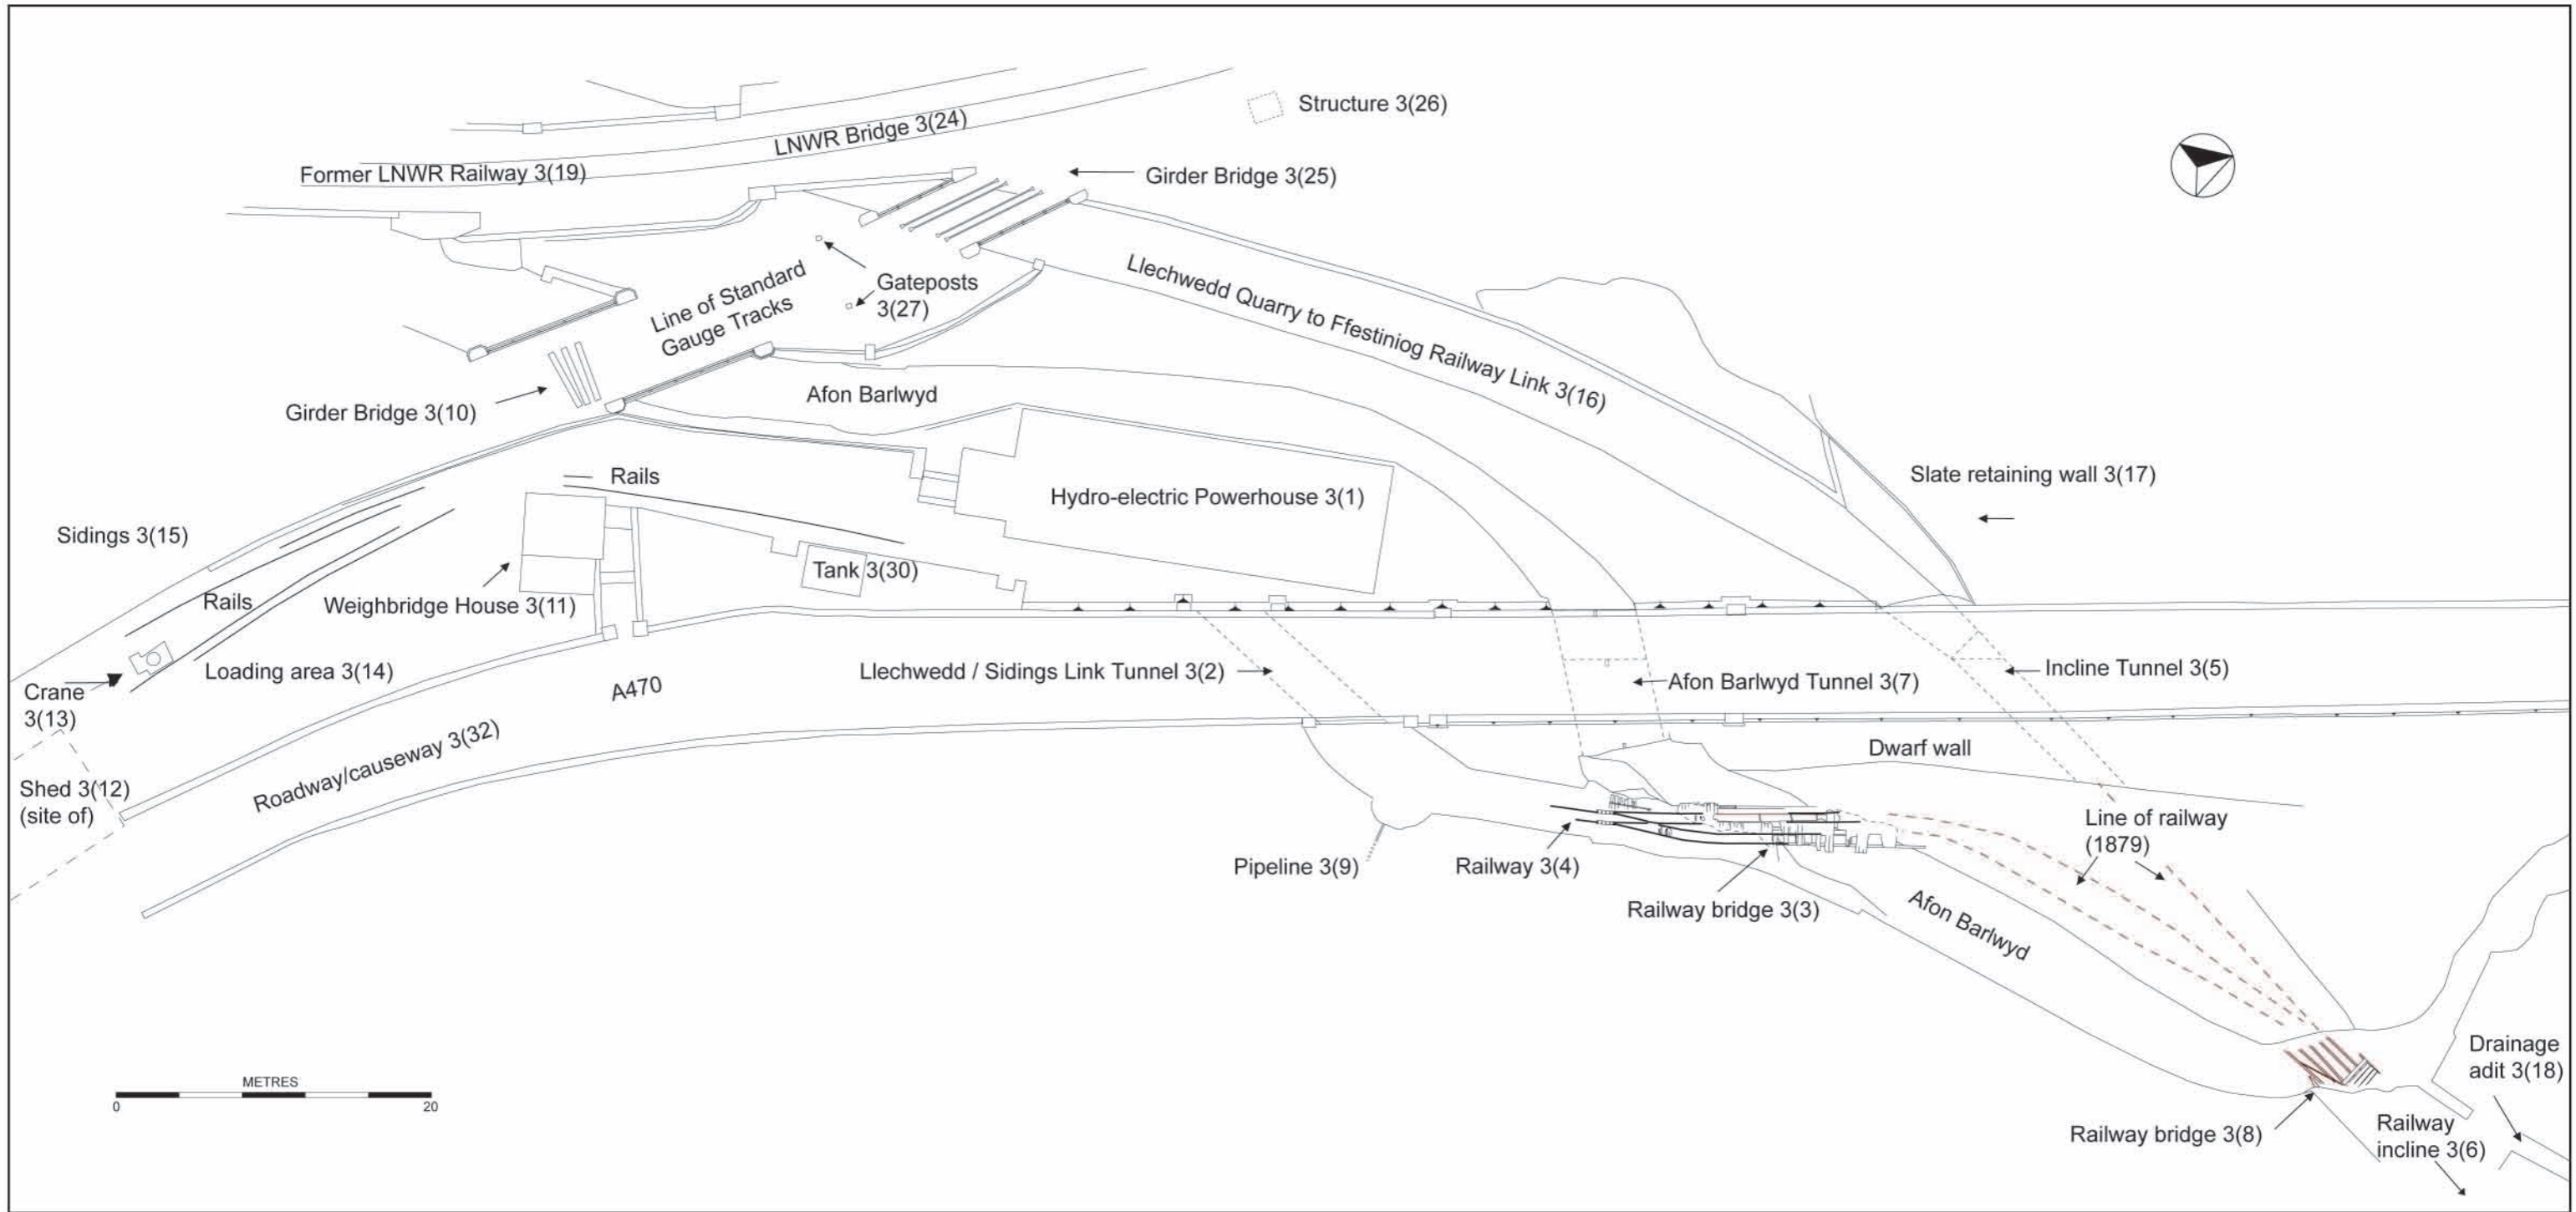 Structure 3(26)
LNWR Bridge 3(24)
Former LNWR Railway 3(19)
Girder Bridge 3(25)
Gateposts
3(27)
Line of Standard
Gauge Tracks
Llechwedd Quarry to Ffestiniog Railway Link 3(16)
Girder Bridge 3(10)
Afon Barlwyd
Rails
Hydro-electric Powerhouse 3(1)
Slate retaining wall 3(17)
Sidings 3(15)
Tank 3(30)
Rails
Weighbridge House 3(11)
Loading area 3(14)
A470
Llechwedd / Sidings Link Tunnel 3(2)
Afon Barlwyd Tunnel 3(7)
Incline Tunnel 3(5)
Crane
3(13)
Roadway/causeway 3(32)
Dwarf wall
Shed 3(12)
(site of)
Line of railway
(1879)
Pipeline 3(9)
Railway 3(4)
Railway bridge 3(3)
Afon Barlwyd
Drainage
adit 3(18)
METRES
0 20
Railway bridge 3(8)
Railway
incline 3(6)